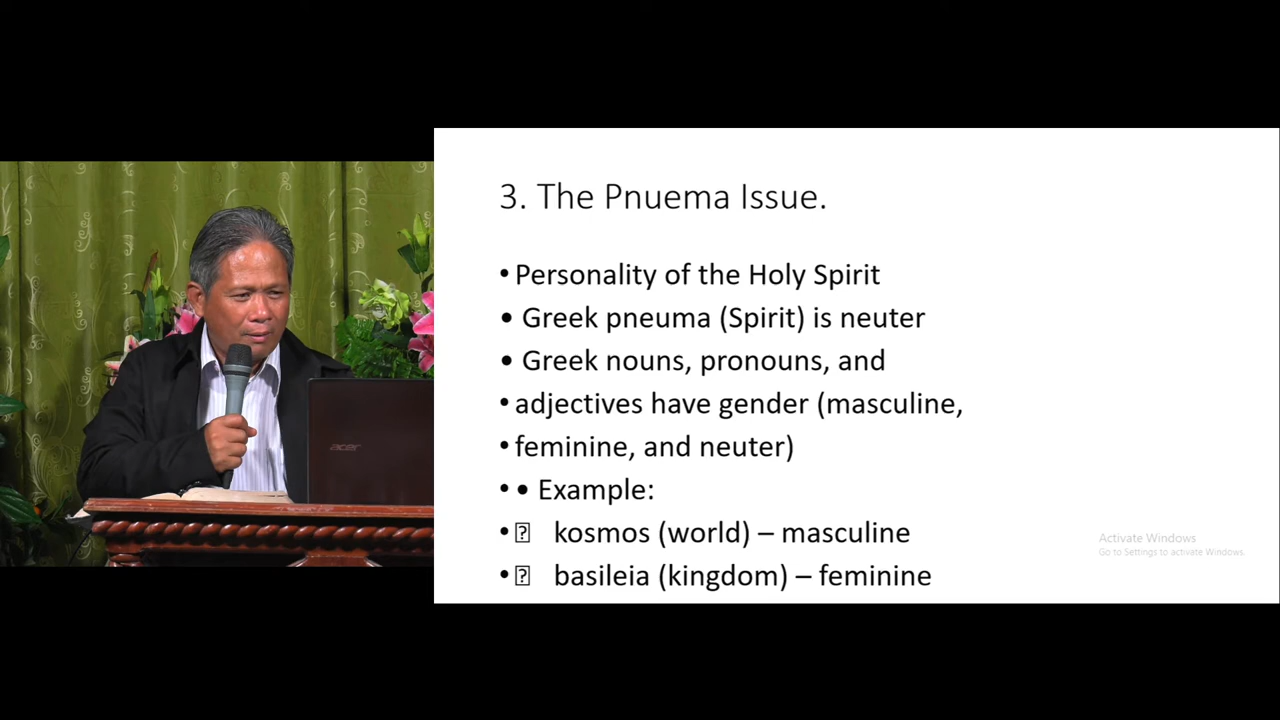 3. The Pnuema Issue.
• Personality of the Holy Spirit
• Greek pneuma (Spirit) is neuter
• Greek nouns, pronouns, and
• adjectives have gender (masculine,
• feminine, and neuter)
• • Example:
• kosmos (world) – masculine
• basileia (kingdom) – feminine
Activate Windows
Go to Settings to activate Windows.
acer